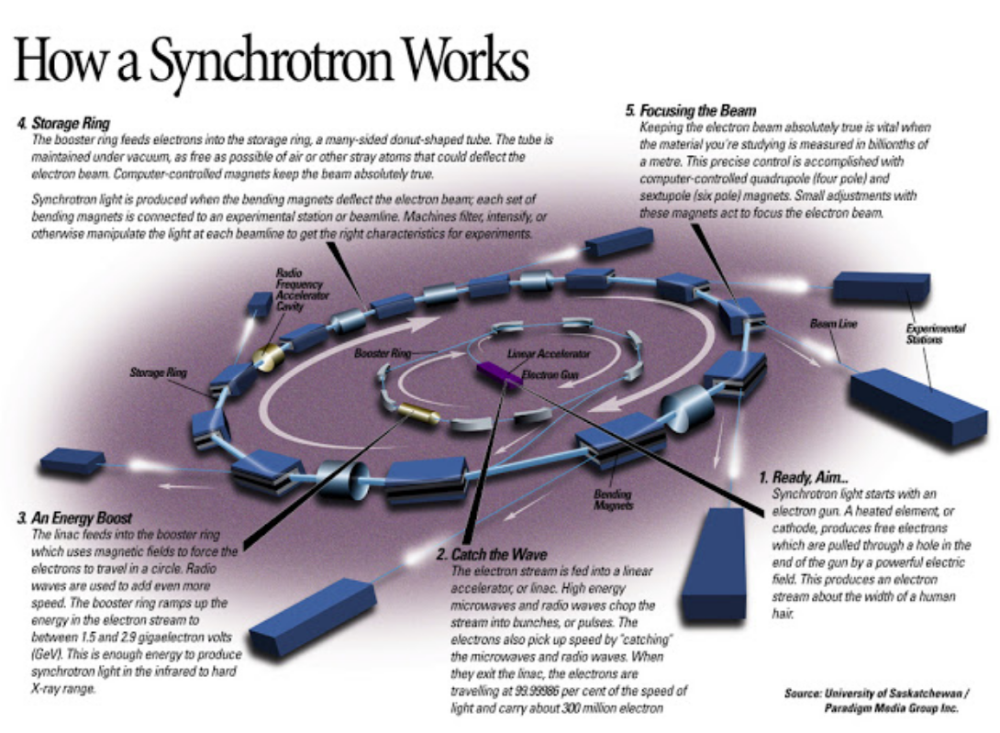 How a Synchrotron Works
4. Storage Ring
The booster ring feeds electrons into the storage ring, a many-sided donut-shaped tube. The tube is
maintained under vacuum, as free as possible of air or other stray atoms that could deflect the
electron beam. Computer-controlled magnets keep the beam absolutely true.
Synchrotron light is produced when the bending magnets deflect the electron beam; each set of
bending magnets is connected to an experimental station or beamline. Machines filter, intensify, or
otherwise manipulate the light at each beamline to get the right characteristics for experiments.
5. Focusing the Beam
Keeping the electron beam absolutely true is vital when
the material you're studying is measured in billionths of
a metre. This precise control is accomplished with
computer-controlled quadrupole (four pole) and
sextupole (six pole) magnets. Small adjustments with
these magnets act to focus the electron beam.
Radio
Frequency
Accelerator
Cavity
Storage Ring
Booster Ring
Linear Accelerator
Electron Gun
Beam Line
Experimental
Stations
Bending
Magnets
1. Ready, Aim...
Synchrotron light starts with an
electron gun. A heated element, or
cathode, produces free electrons
which are pulled through a hole in the
end of the gun by a powerful electric
field. This produces an electron
stream about the width of a human
hair.
3. An Energy Boost
The linac feeds into the booster ring
which uses magnetic fields to force the
electrons to travel in a circle. Radio
waves are used to add even more
speed. The booster ring ramps up the
energy in the electron stream to
between 1.5 and 2.9 gigaelectron volts
(GeV). This is enough energy to produce
synchrotron light in the infrared to hard
X-ray range.
2. Catch the Wave
The electron stream is fed into a linear
accelerator, or linac. High energy
microwaves and radio waves chop the
stream into bunches, or pulses. The
electrons also pick up speed by "catching"
the microwaves and radio waves. When
they exit the linac, the electrons are
travelling at 99.99986 per cent of the speed of
light and carry about 300 million electron
Source: University of Saskatchewan /
Paradigm Media Group Inc.